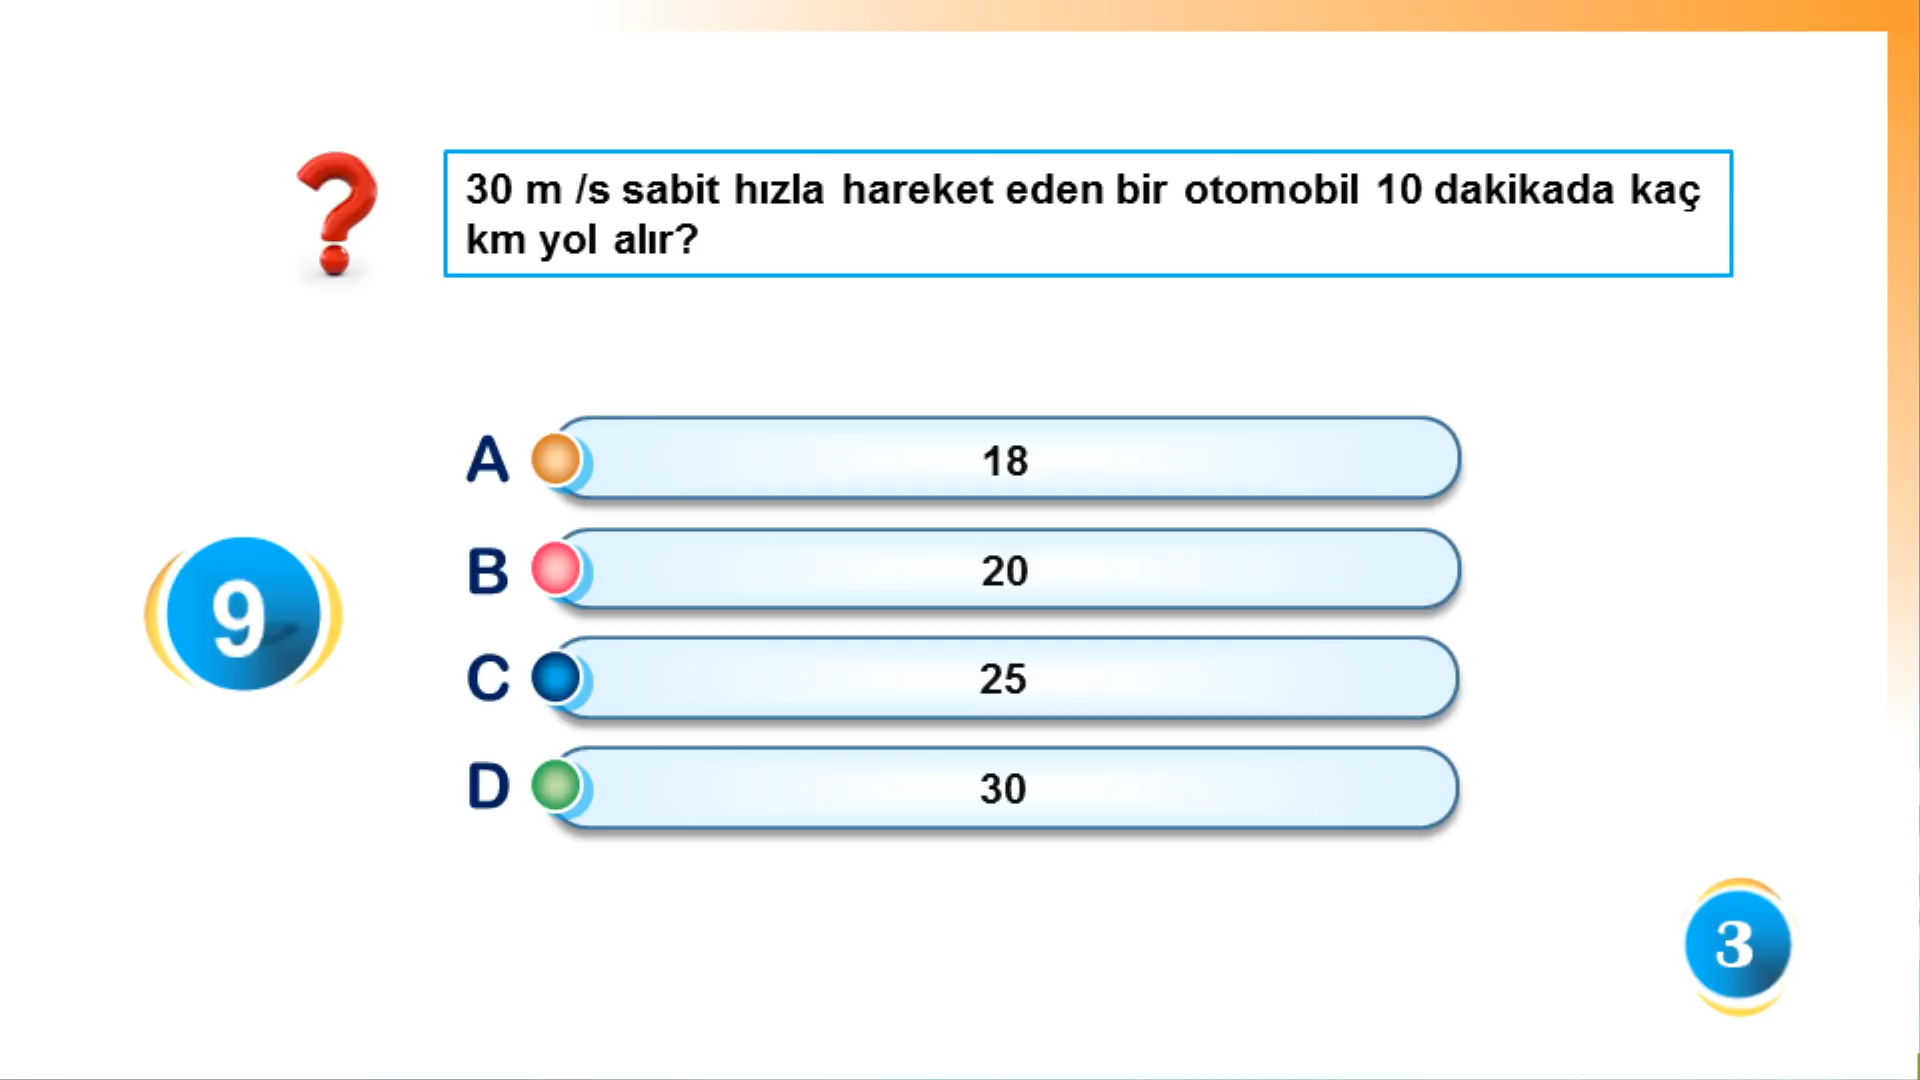 30 m /s sabit hızla hareket eden bir otomobil 10 dakikada kaç
km yol alır?
A 18
B 20
9
C 25
D 30
3